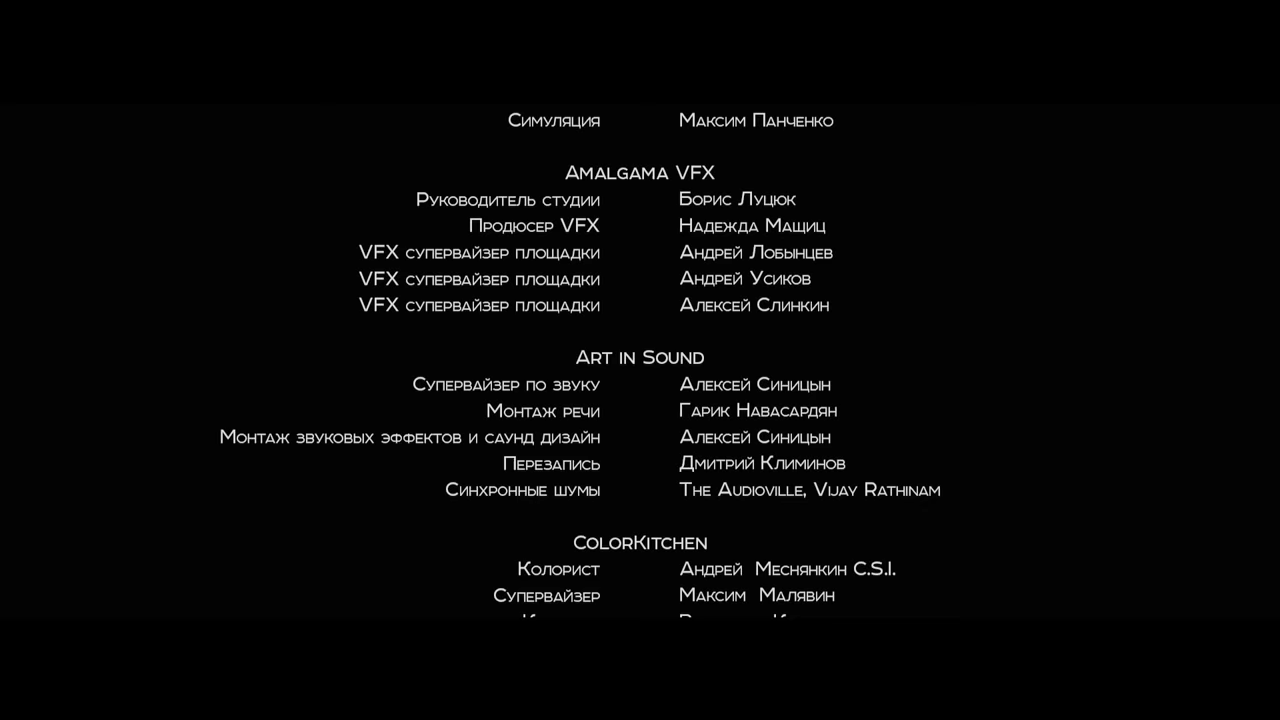 Симуляция Максим Панченко
Amalgama VFX
Руководитель студии Борис Луцюк
Продюсер VFX Надежда Мащиц
VFX супервайзер площадки Андрей Лобынцев
VFX супервайзер площадки Андрей Усиков
VFX супервайзер площадки Алексей Слинкин
Art in Sound
Супервайзер по звуку Алексей Синицын
Монтаж речи Гарик Навасардян
Монтаж звуковых эффектов и саунд дизайн Алексей Синицын
Перезапись Дмитрий Климинов
Синхронные шумы The Audioville, Vijay Rathinam
ColorKitchen
Колорист Андрей Меснянкин C.S.I.
Супервайзер Максим Малявин